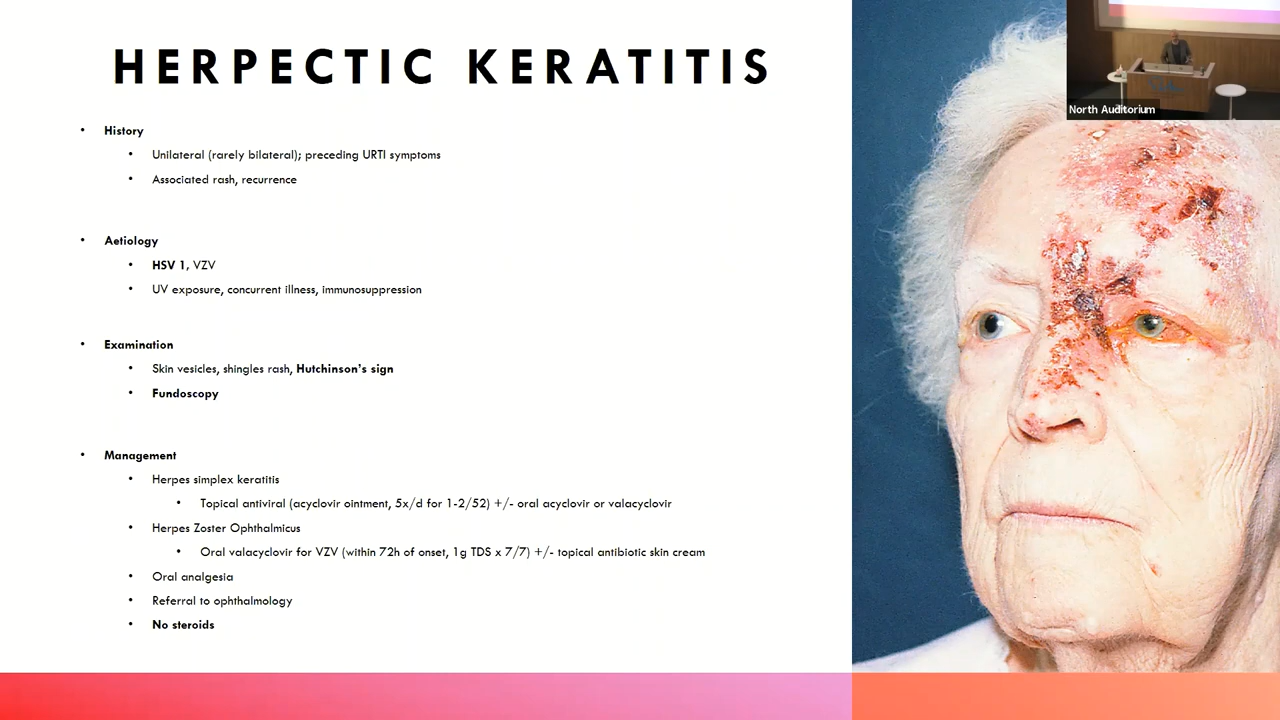 HERPECTIC KERATITIS
• History
• Unilateral (rarely bilateral); preceding URTI symptoms
• Associated rash, recurrence
• Aetiology
• HSV 1, VZV
• UV exposure, concurrent illness, immunosuppression
• Examination
• Skin vesicles, shingles rash, Hutchinson's sign
• Fundoscopy
• Management
• Herpes simplex keratitis
• Topical antiviral (acyclovir ointment, 5x/d for 1-2/52) +/- oral acyclovir or valacyclovir
• Herpes Zoster Ophthalmicus
• Oral valacyclovir for VZV (within 72h of onset, 1g TDS x 7/7) +/- topical antibiotic skin cream
• Oral analgesia
• Referral to ophthalmology
• No steroids
North Auditorium